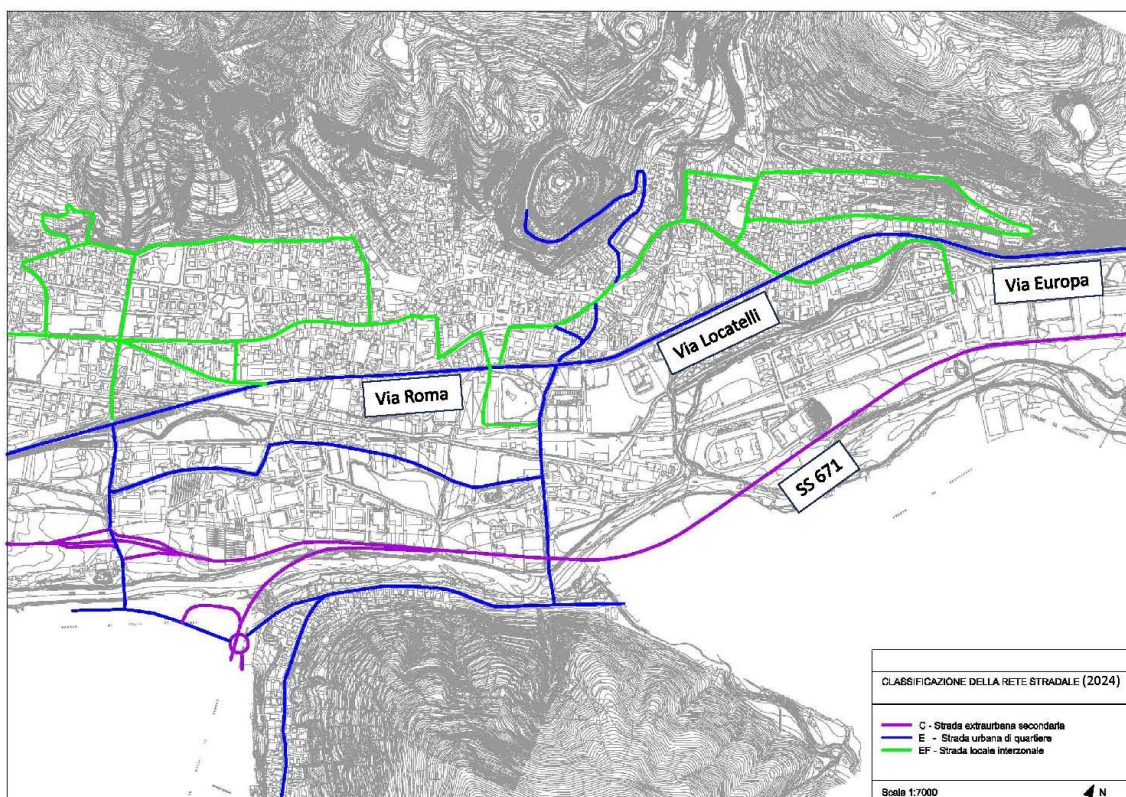 Via Europa
Via Locatelli
Via Roma
SS 671
CLASSIFICAZIONE DELLA RETE STRADALE (2024)
C - Strada extraurbana secondaria
E - Strada urbana di quartiere
EF - Strada locale interzonale
Scala 1:7000
N